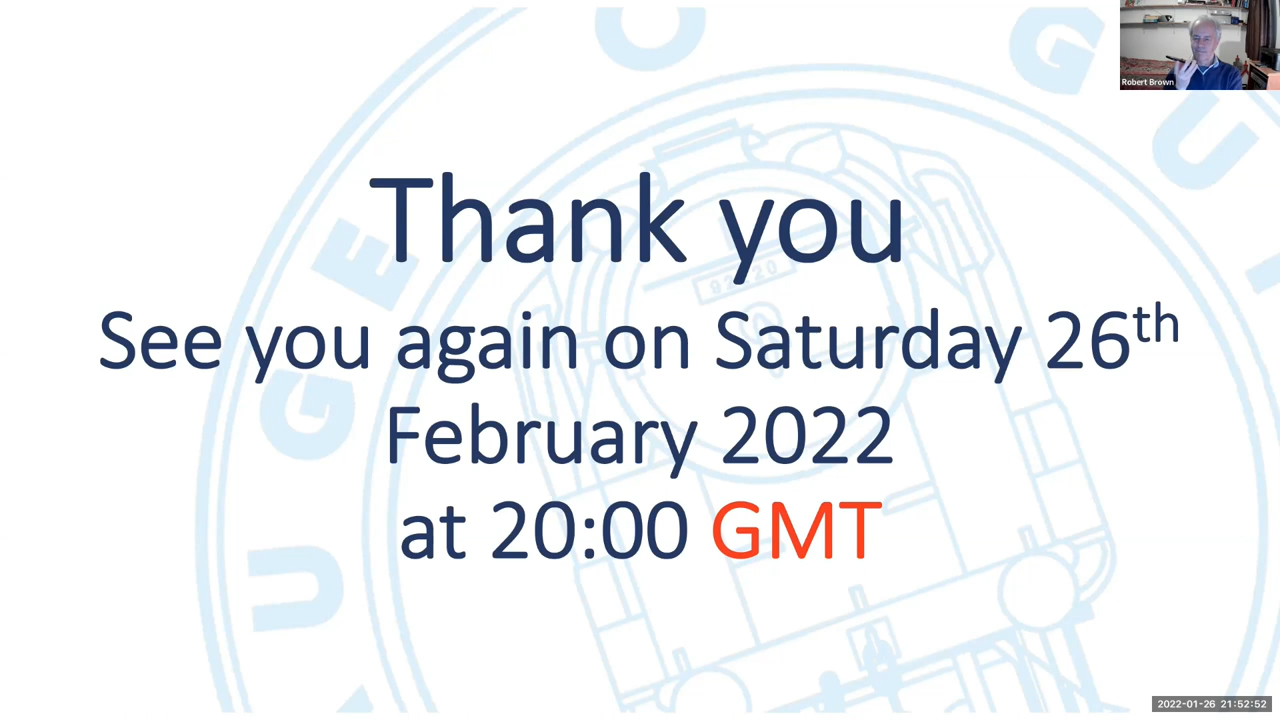 Robert Brown
Thank you
See you again on Saturday 26th
February 2022
at 20:00 GMT
2022-01-26 21:52:52